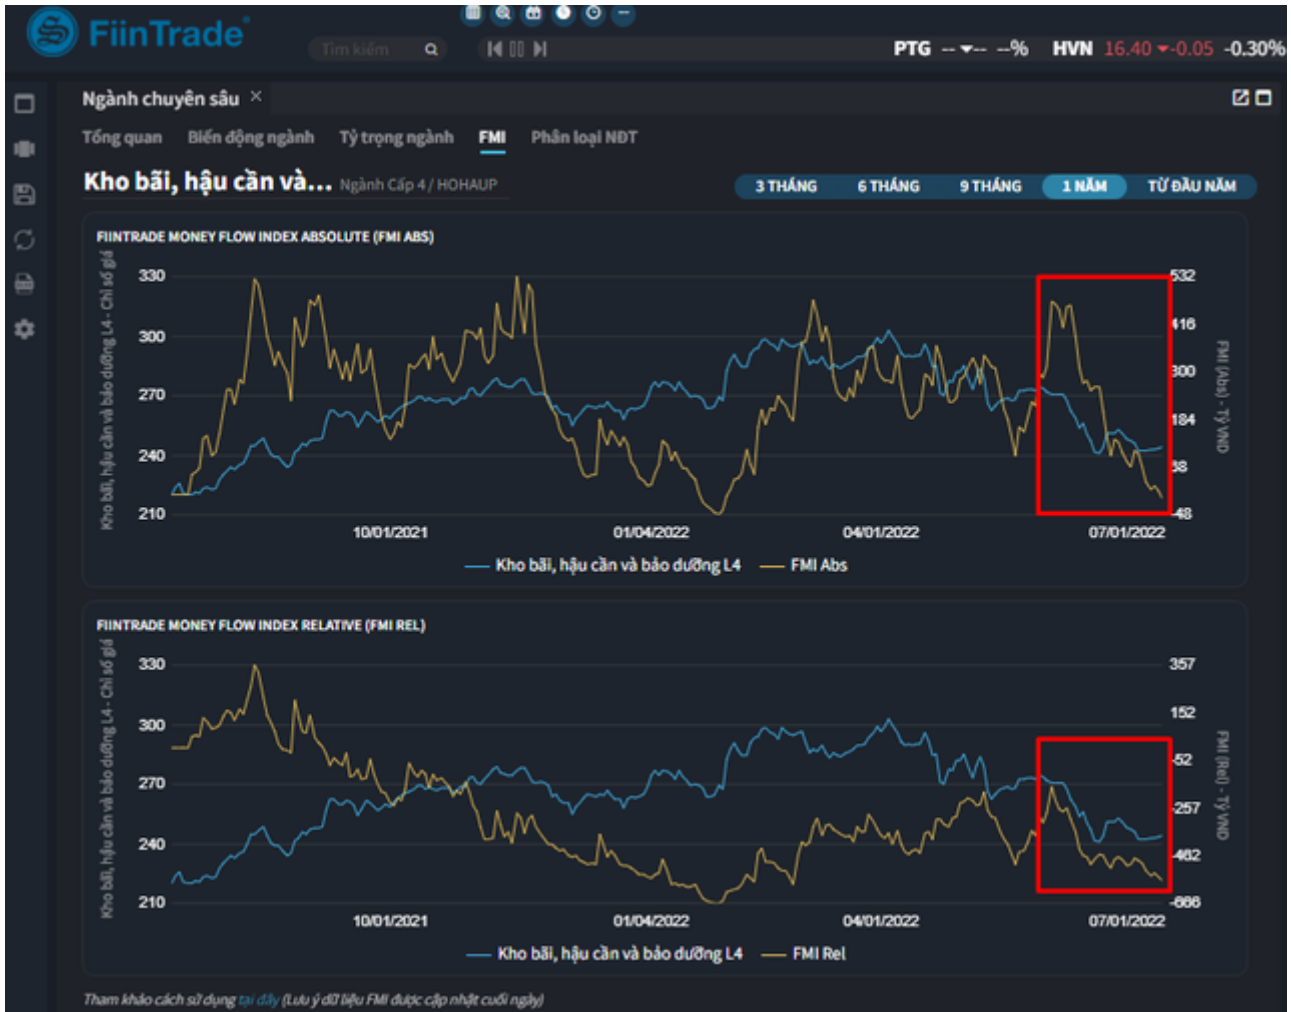 FiinTrade
Tìm kiếm
PTG -- -- --% HVN 16.40 -0.05 -0.30%
Ngành chuyên sâu ×
Tổng quan Biến động ngành Tỷ trọng ngành FMI Phân loại NĐT
Kho bãi, hậu cần và... Ngành Cấp 4 / HOHAUP
3 THÁNG 6 THÁNG 9 THÁNG 1 NĂM TỪ ĐẦU NĂM
FIINTRADE MONEY FLOW INDEX ABSOLUTE (FMI ABS)
Kho bãi, hậu cần và bảo dưỡng L4 - Chỉ số giá
330
300
270
240
210
532
416
300
184
68
-48
FMI (Abs) - Tỷ VND
10/01/2021 01/04/2022 04/01/2022 07/01/2022
Kho bãi, hậu cần và bảo dưỡng L4 FMI Abs
FIINTRADE MONEY FLOW INDEX RELATIVE (FMI REL)
Kho bãi, hậu cần và bảo dưỡng L4 - Chỉ số giá
330
300
270
240
210
357
152
-52
-257
-462
-666
FMI (Rel) - Tỷ VND
10/01/2021 01/04/2022 04/01/2022 07/01/2022
Kho bãi, hậu cần và bảo dưỡng L4 FMI Rel
Tham khảo cách sử dụng tại đây (Lưu ý dữ liệu FMI được cập nhật cuối ngày)